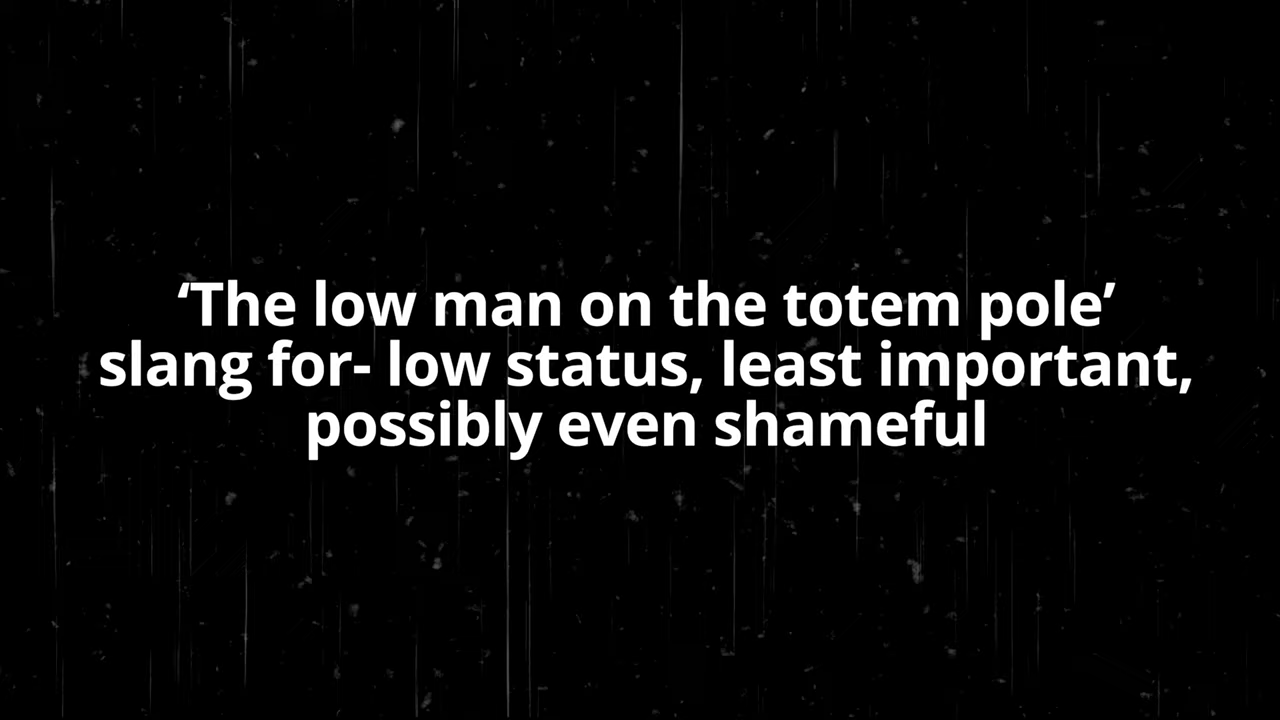 ‘The low man on the totem pole’
slang for- low status, least important,
possibly even shameful